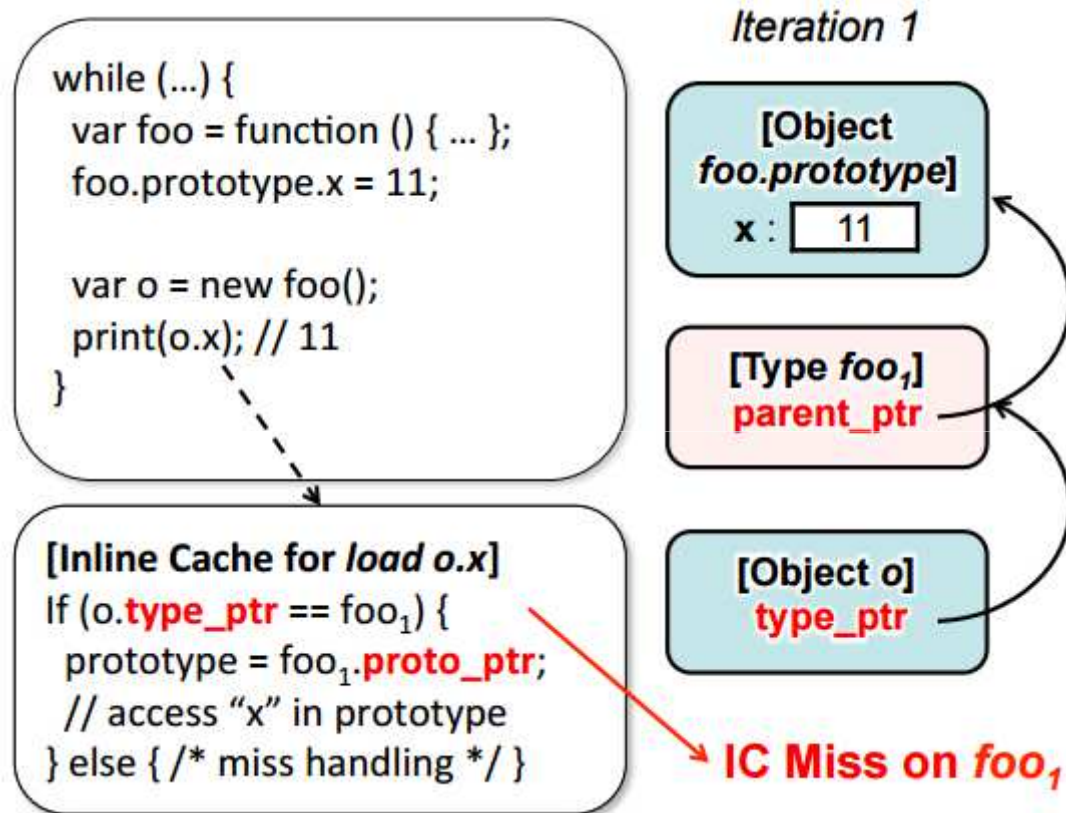 while (...) {
var foo = function () { ... };
foo.prototype.x = 11;
var o = new foo();
print(o.x); // 11
}
[Inline Cache for load o.x]
If (o.type_ptr == foo₁) {
prototype = foo₁.proto_ptr;
// access “x” in prototype
} else { /* miss handling */ }
Iteration 1
[Object
foo.prototype]
x : 11
[Type foo₁]
parent_ptr
[Object o]
type_ptr
IC Miss on foo₁